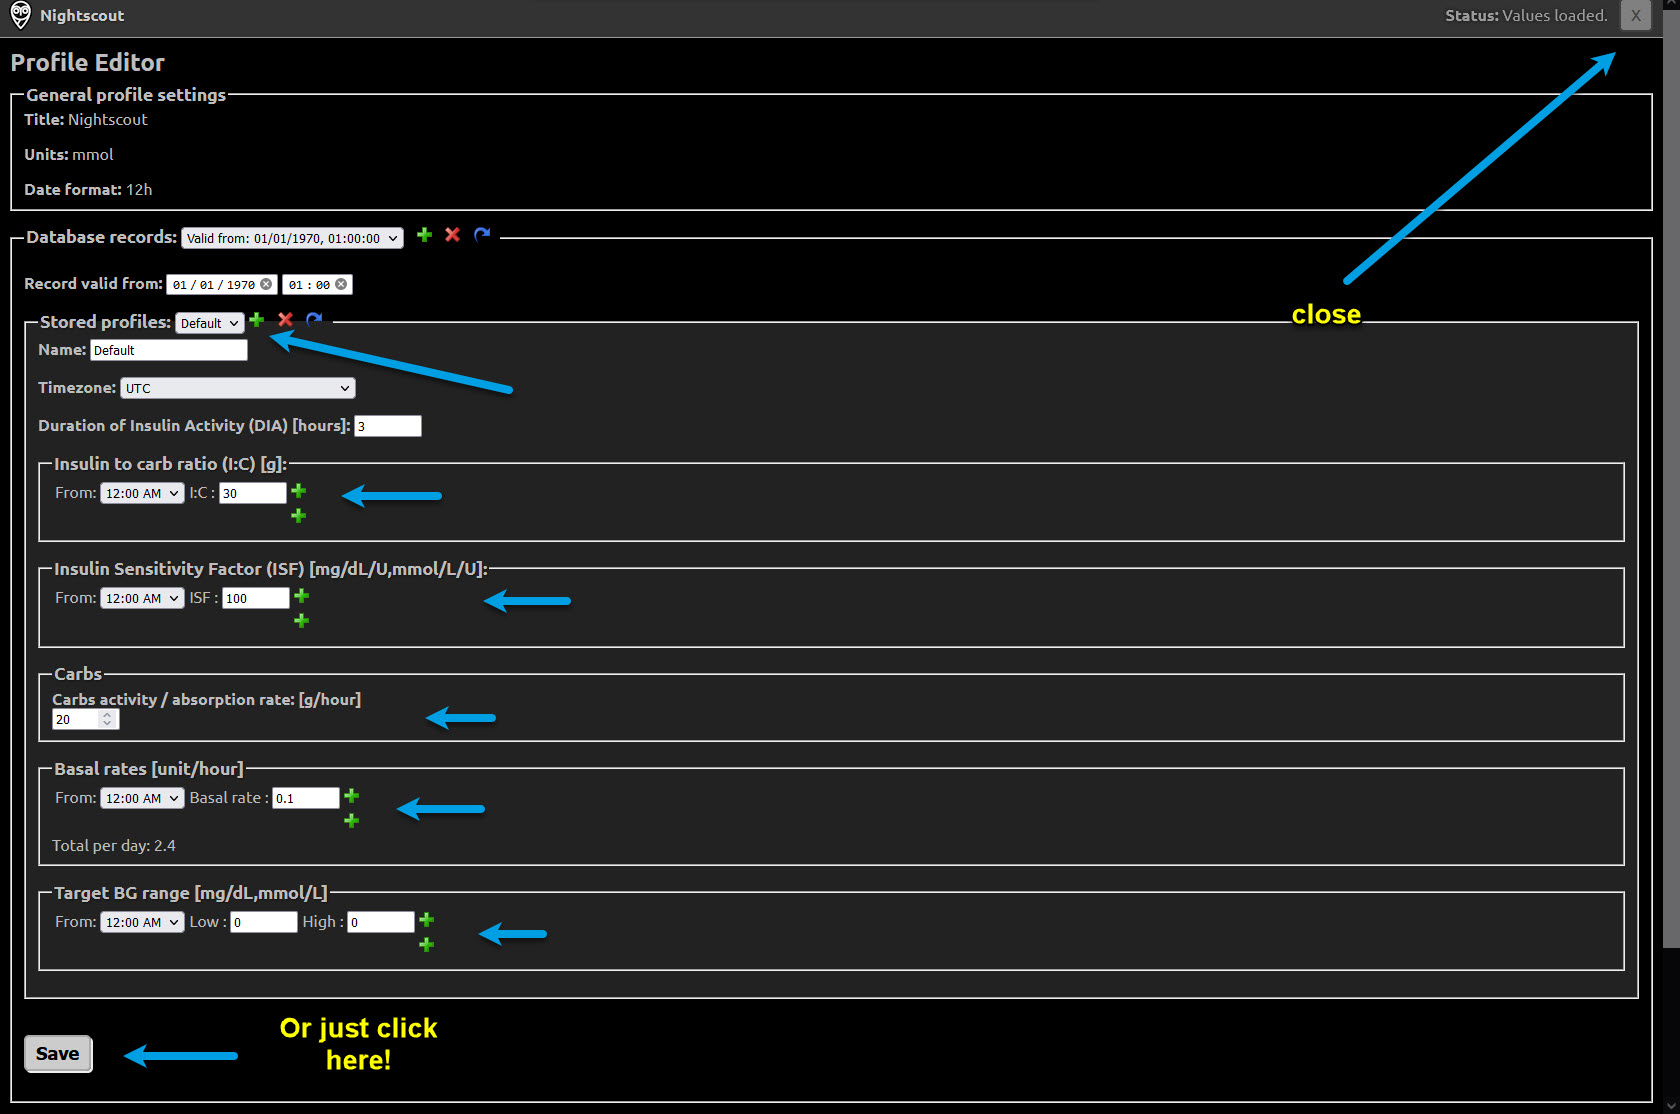 Nightscout
Status: Values loaded. X
Profile Editor
General profile settings
Title: Nightscout
Units: mmol
Date format: 12h
Database records: Valid from: 01/01/1970, 01:00:00
Record valid from: 01 / 01 / 1970 01 : 00
close
Stored profiles: Default
Name: Default
Timezone: UTC
Duration of Insulin Activity (DIA) [hours]: 3
Insulin to carb ratio (I:C) [g]:
From: 12:00 AM I:C : 30
Insulin Sensitivity Factor (ISF) [mg/dL/U,mmol/L/U]:
From: 12:00 AM ISF : 100
Carbs
Carbs activity / absorption rate: [g/hour]
20
Basal rates [unit/hour]
From: 12:00 AM Basal rate : 0.1
Total per day: 2.4
Target BG range [mg/dL,mmol/L]
From: 12:00 AM Low : 0 High : 0
Or just click
here!
Save